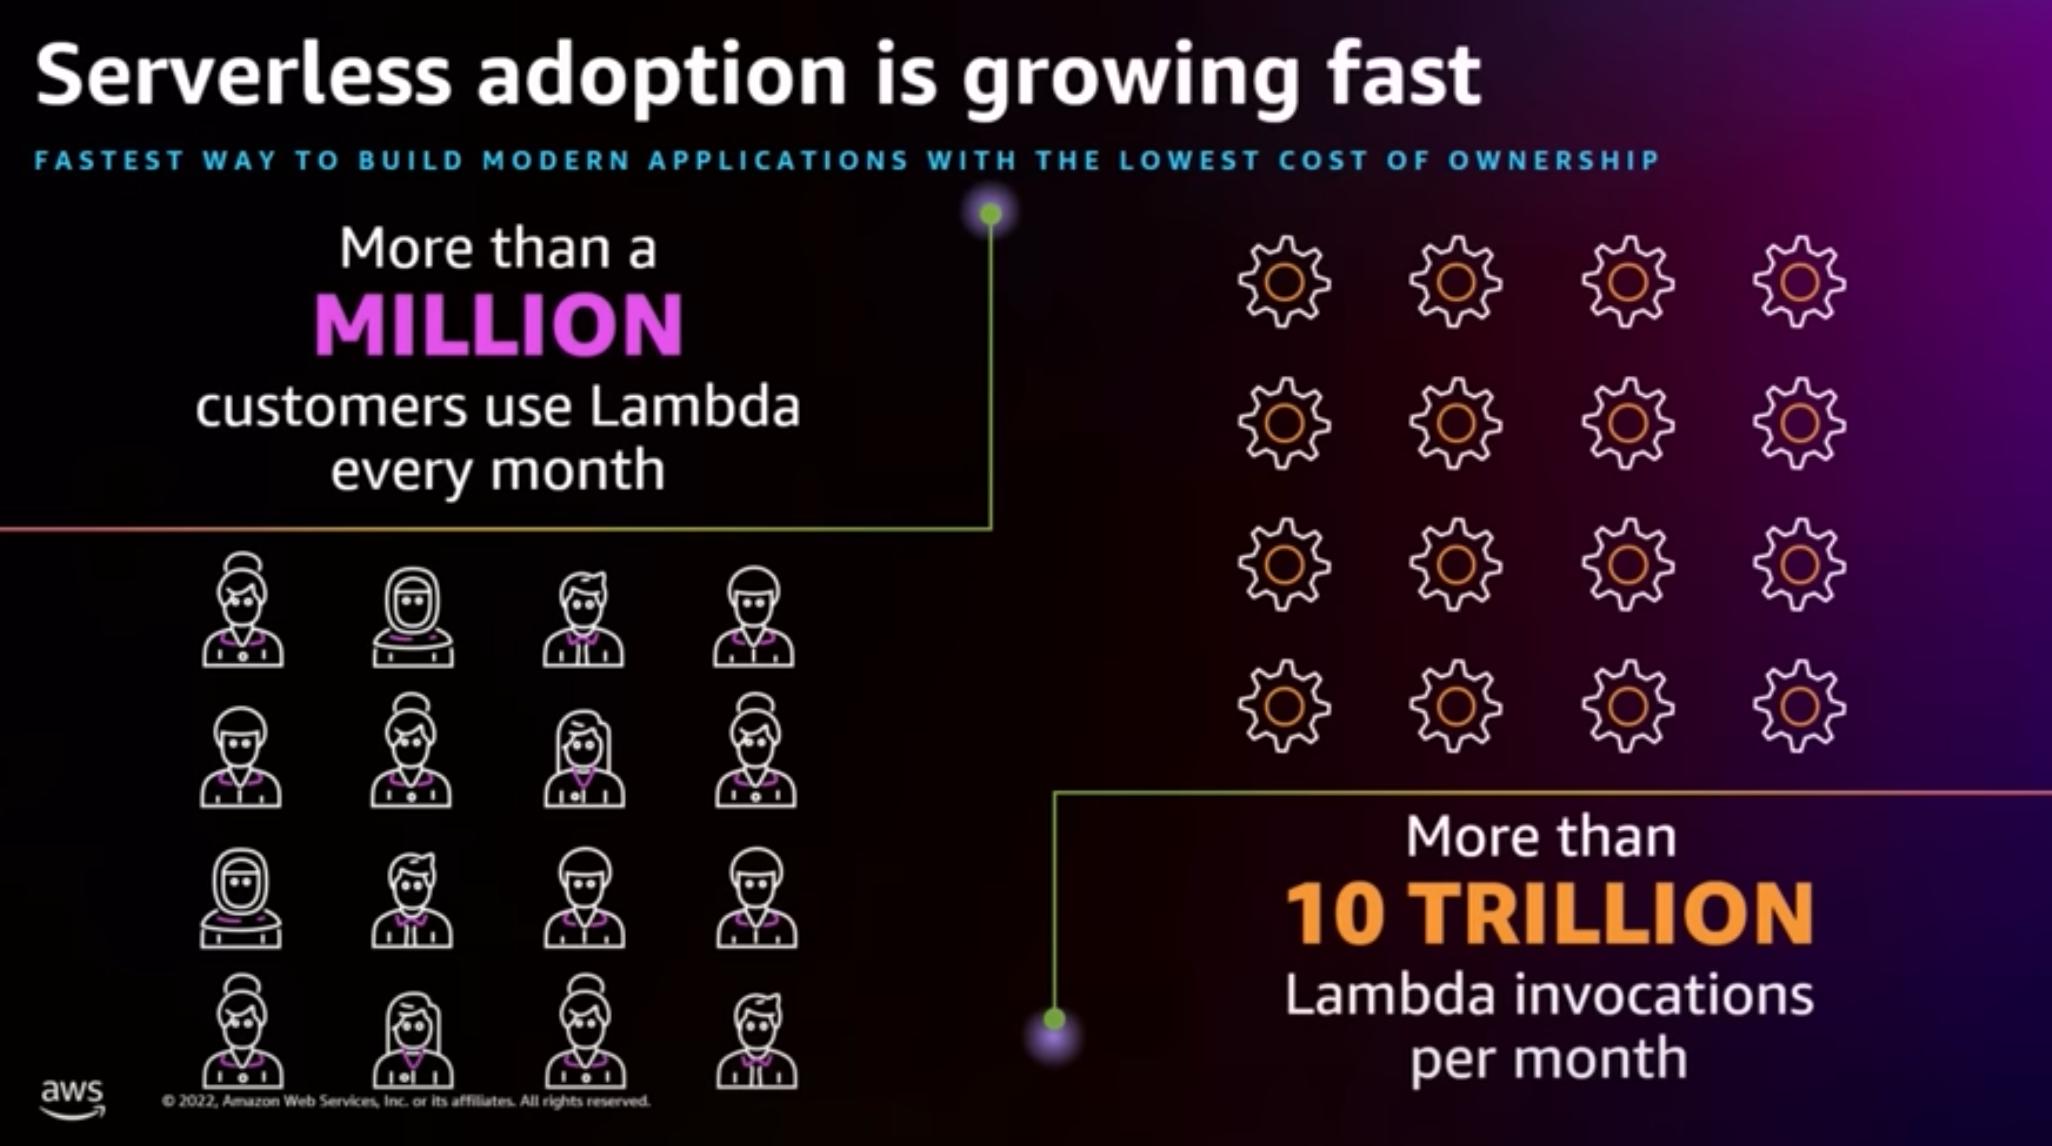 Serverless adoption is growing fast
FASTEST WAY TO BUILD MODERN APPLICATIONS WITH THE LOWEST COST OF OWNERSHIP
More than a
MILLION
customers use Lambda
every month
More than
10 TRILLION
Lambda invocations
per month
aws
© 2022, Amazon Web Services, Inc. or its affiliates. All rights reserved.